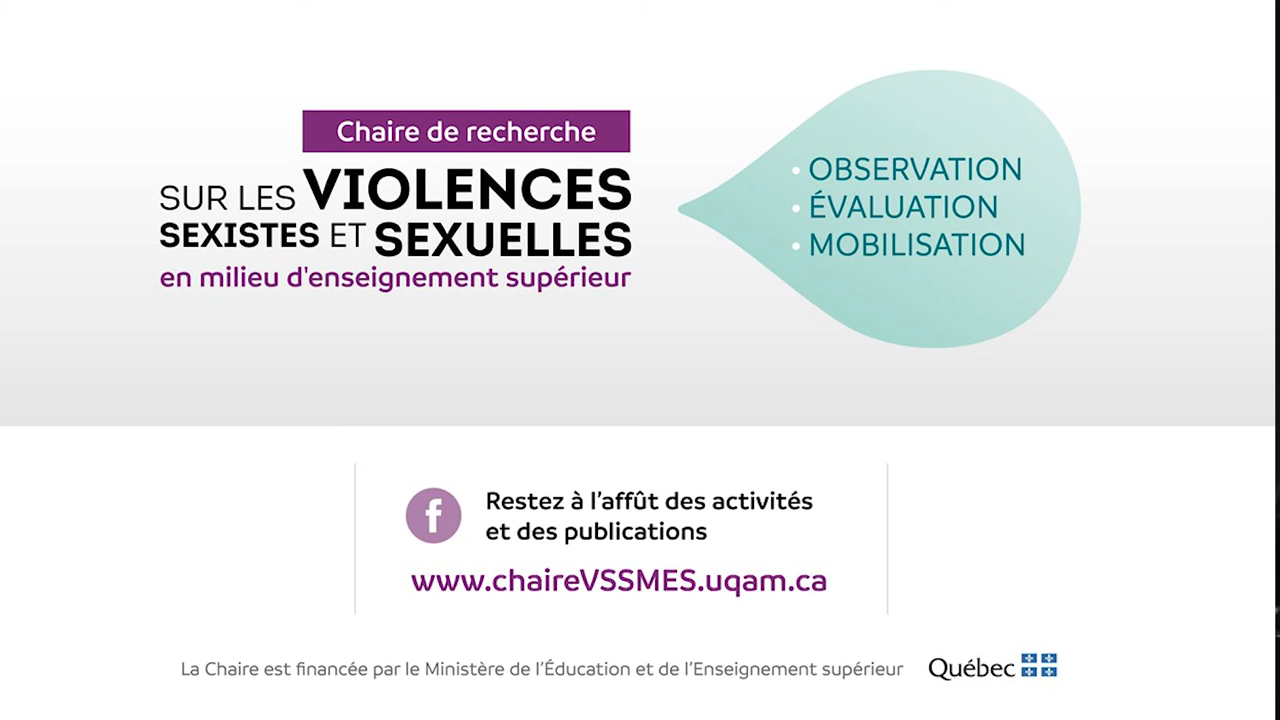 Chaire de recherche
SUR LES VIOLENCES
SEXISTES ET SEXUELLES
en milieu d'enseignement supérieur
• OBSERVATION
• ÉVALUATION
• MOBILISATION
f
Restez à l’affût des activités
et des publications
www.chaireVSSMES.uqam.ca
La Chaire est financée par le Ministère de l’Éducation et de l’Enseignement supérieur
Québec